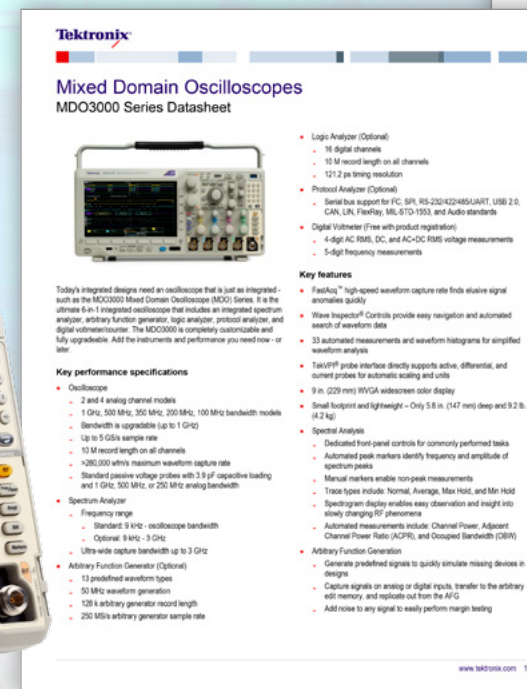 Tektronix
Mixed Domain Oscilloscopes
MDO3000 Series Datasheet
Today's integrated designs need an oscilloscope that is just as integrated -
such as the MDO3000 Mixed Domain Oscilloscope (MDO) Series. It is the
ultimate 6-in-1 integrated oscilloscope that includes an integrated spectrum
analyzer, arbitrary function generator, logic analyzer, protocol analyzer, and
digital voltmeter/counter. The MDO3000 is completely customizable and
fully upgradeable. Add the instruments and performance you need now - or
later.
Key performance specifications
Oscilloscope
2 and 4 analog channel models
1 GHz, 500 MHz, 350 MHz, 200 MHz, 100 MHz bandwidth models
Bandwidth is upgradable (up to 1 GHz)
Up to 5 GS/s sample rate
10 M record length on all channels
>280,000 wfm/s maximum waveform capture rate
Standard passive voltage probes with 3.9 pF capacitive loading
and 1 GHz, 500 MHz, or 250 MHz analog bandwidth
Spectrum Analyzer
Frequency range
Standard: 9 kHz - oscilloscope bandwidth
Optional: 9 kHz - 3 GHz
Ultra-wide capture bandwidth up to 3 GHz
Arbitrary Function Generator (Optional)
13 predefined waveform types
50 MHz waveform generation
128 k arbitrary generator record length
250 MS/s arbitrary generator sample rate
Logic Analyzer (Optional)
16 digital channels
10 M record length on all channels
121.2 ps timing resolution
Protocol Analyzer (Optional)
Serial bus support for I²C, SPI, RS-232/422/485/UART, USB 2.0,
CAN, LIN, FlexRay, MIL-STD-1553, and Audio standards
Digital Voltmeter (Free with product registration)
4-digit AC RMS, DC, and AC+DC RMS voltage measurements
5-digit frequency measurements
Key features
FastAcq™ high-speed waveform capture rate finds elusive signal
anomalies quickly
Wave Inspector® Controls provide easy navigation and automated
search of waveform data
33 automated measurements and waveform histograms for simplified
waveform analysis
TekVPI® probe interface directly supports active, differential, and
current probes for automatic scaling and units
9 in. (229 mm) WVGA widescreen color display
Small footprint and lightweight – Only 5.8 in. (147 mm) deep and 9.2 lb.
(4.2 kg)
Spectral Analysis
Dedicated front-panel controls for commonly performed tasks
Automated peak markers identify frequency and amplitude of
spectrum peaks
Manual markers enable non-peak measurements
Trace types include: Normal, Average, Max Hold, and Min Hold
Spectrogram display enables easy observation and insight into
slowly changing RF phenomena
Automated measurements include: Channel Power, Adjacent
Channel Power Ratio (ACPR), and Occupied Bandwidth (OBW)
Arbitrary Function Generation
Generate predefined signals to quickly simulate missing devices in
designs
Capture signals on analog or digital inputs, transfer to the arbitrary
edit memory, and replicate out from the AFG
Add noise to any signal to easily perform margin testing
www.tektronix.com 1